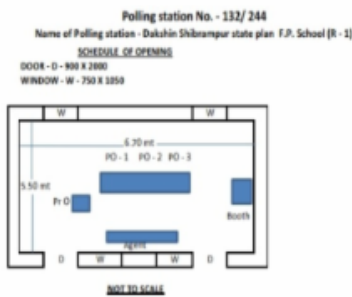 Polling station No. - 132/ 244
Name of Polling station - Dakshin Shibrampur state plan F.P. School (R - 1)
SCHEDULE OF OPENING
DOOR - D - 900 X 2000
WINDOW - W - 750 X 1050
W W
6.70 mt
PO - 1 PO - 2 PO - 3
5.50 mt
Pr O
Booth
Agent
D W W D
NOT TO SCALE